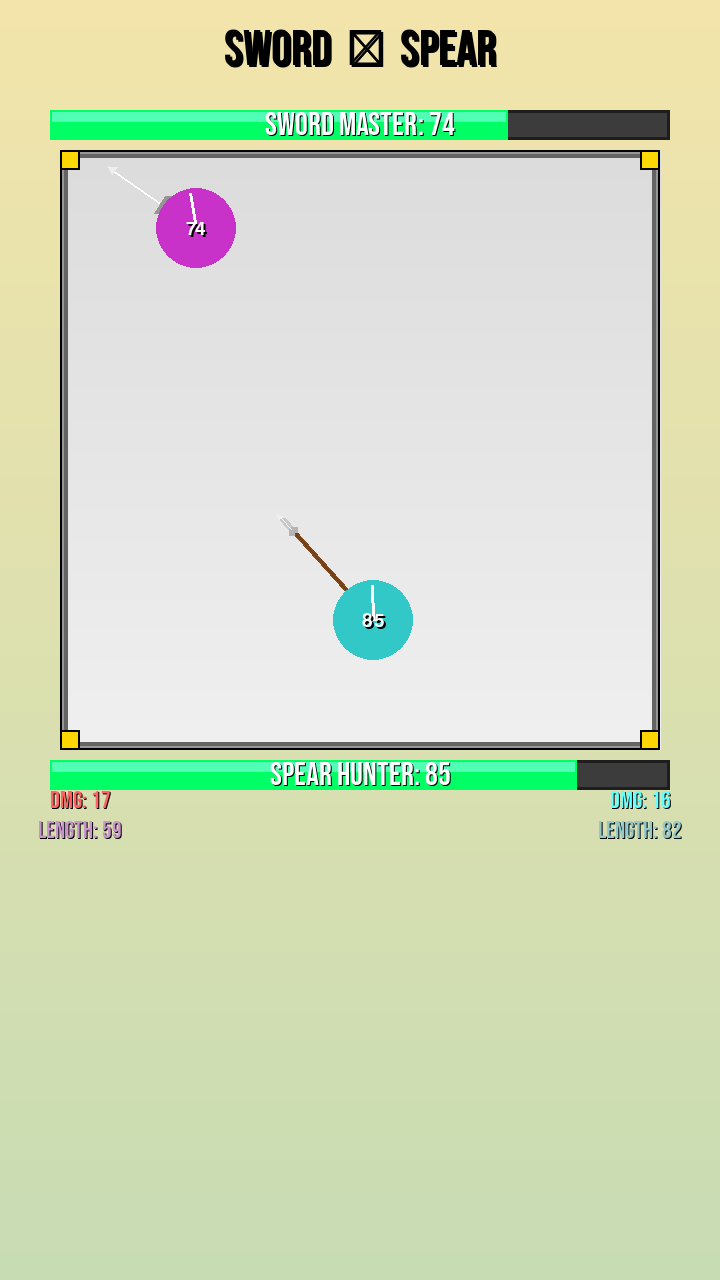 SWORD ☒ SPEAR
SWORD MASTER: 74
74
85
SPEAR HUNTER: 85
DMG: 17 DMG: 16
LENGTH: 59 LENGTH: 82